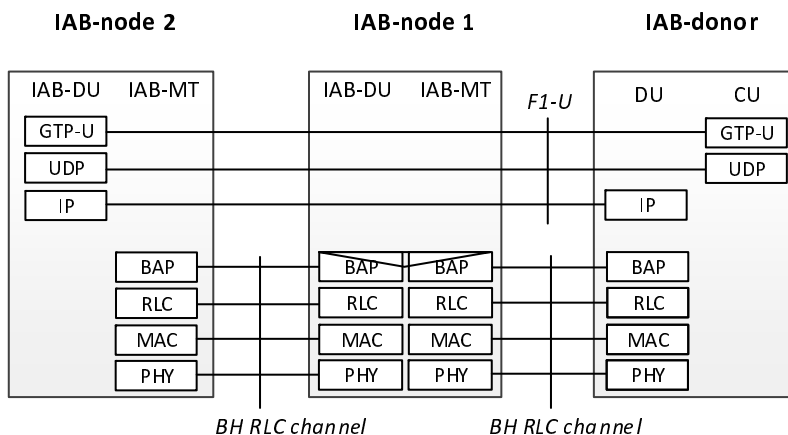 IAB-node 2 IAB-node 1 IAB-donor
IAB-DU IAB-MT IAB-DU IAB-MT F1-U DU CU
GTP-U GTP-U
UDP UDP
IP IP
BAP BAP BAP BAP
RLC RLC RLC RLC
MAC MAC MAC MAC
PHY PHY PHY PHY
BH RLC channel BH RLC channel